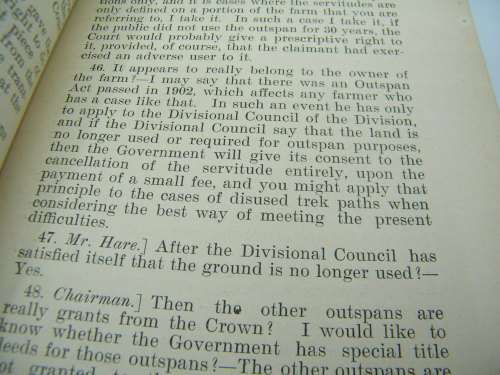 tions only, and it is cases where the servitudes are
only defined on a portion of the farm that you are
referring to, I take it. In such a case I take it, if
the public did not use the outspan for 30 years, the
Court would probably give a prescriptive right to
it, provided, of course, that the claimant had exer-
cised an adverse user to it.
46. It appears to really belong to the owner of
the farm?—I may say that there was an Outspan
Act passed in 1902, which affects any farmer who
has a case like that. In such an event he has only
to apply to the Divisional Council of the Division,
and if the Divisional Council say that the land is
no longer used or required for outspan purposes,
then the Government will give its consent to the
cancellation of the servitude entirely, upon the
payment of a small fee, and you might apply that
principle to the cases of disused trek paths when
considering the best way of meeting the present
difficulties.
47. Mr. Hare.] After the Divisional Council has
satisfied itself that the ground is no longer used?—
Yes.
48. Chairman.] Then the other outspans are
really grants from the Crown? I would like to
know whether the Government has special title
deeds for those outspans?—The other outspans are
not granted to